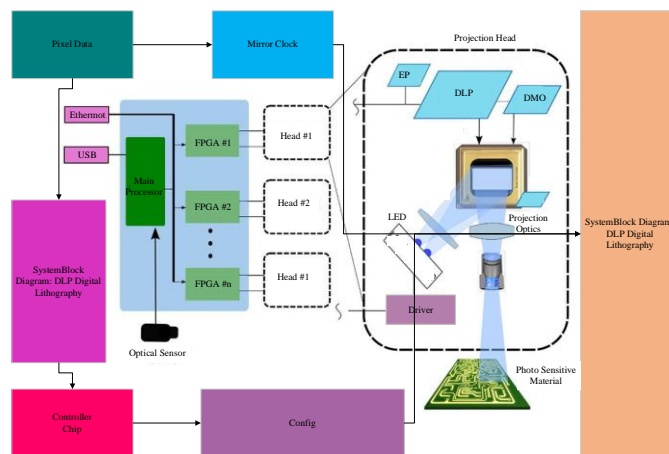 Pixel Data
Mirror Clock
Projection Head
EP
DLP
DMO
Ethernot
USB
Main
Processor
FPGA #1
FPGA #2
FPGA #n
Head #1
Head #2
Head #1
LED
Projection
Optics
SystemBlock Diagram
DLP Digital
Lithography
SystemBlock
Diagram: DLP Digital
Lithography
Driver
Optical Sensor
Photo Sensitive
Material
Controller
Chip
Config